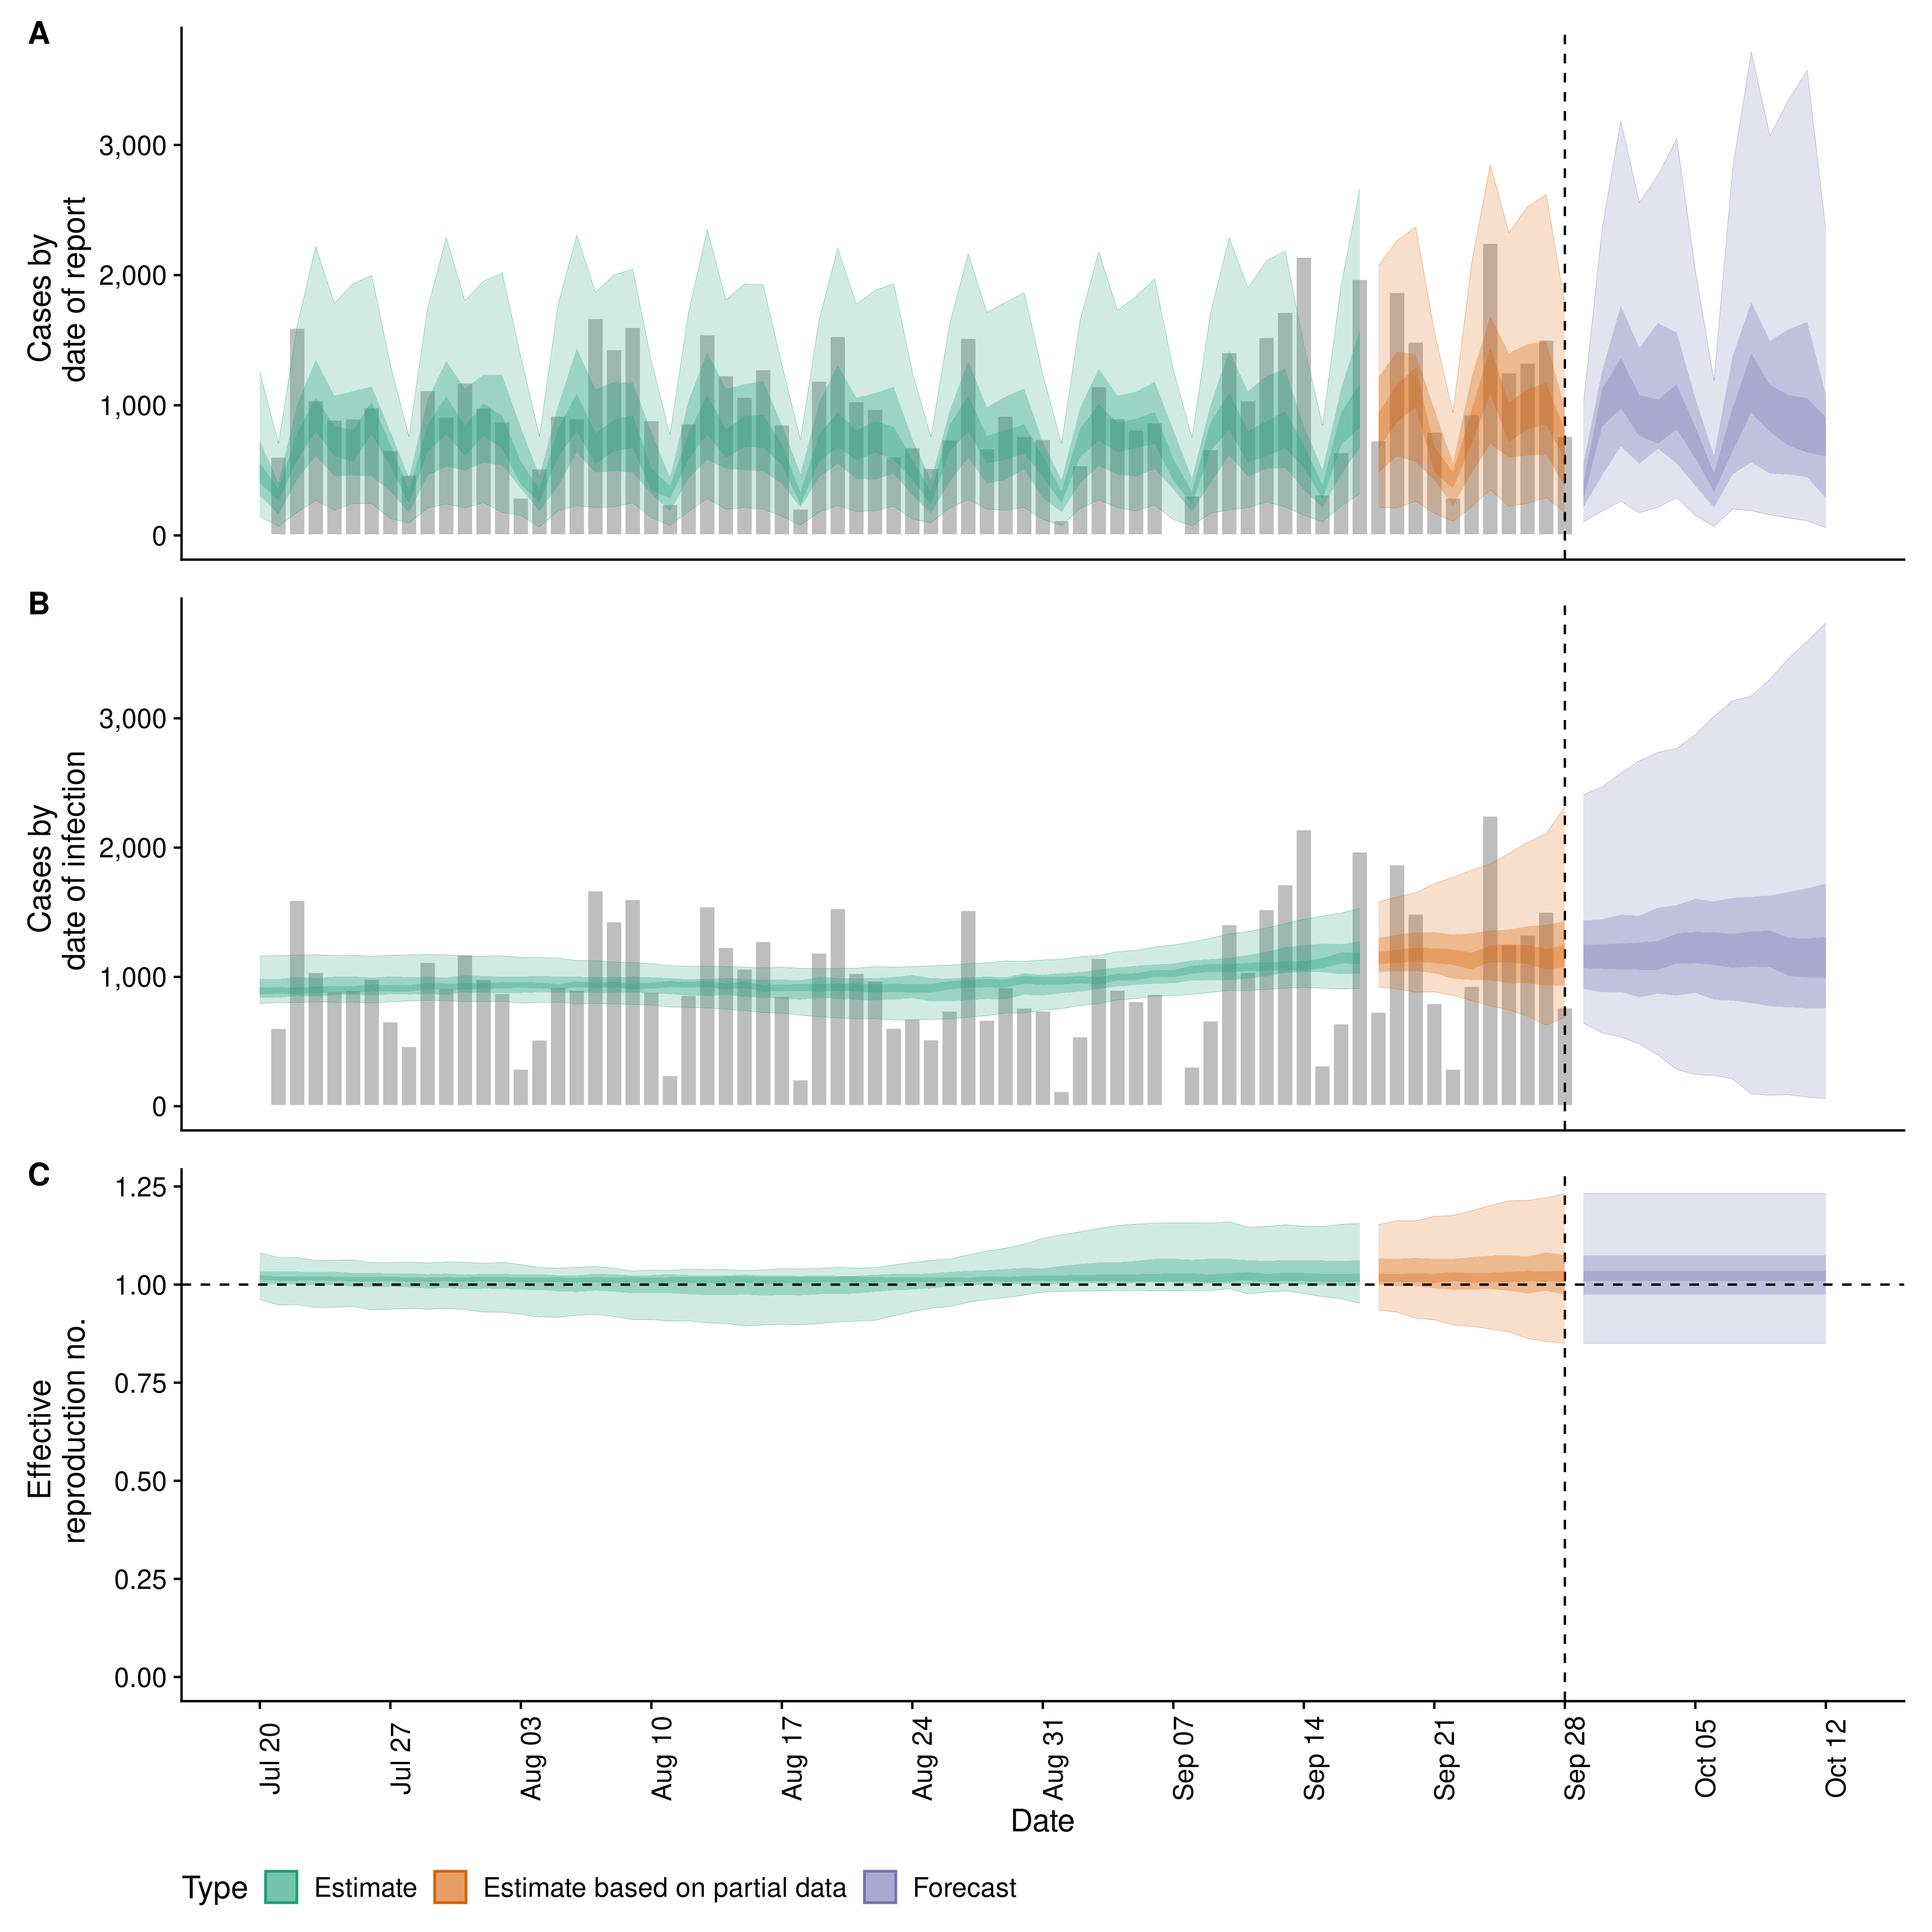 A
Cases by
date of report
3,000
2,000
1,000
0
B
Cases by
date of infection
3,000
2,000
1,000
0
C
Effective
reproduction no.
1.25
1.00
0.75
0.50
0.25
0.00
Jul 20
Jul 27
Aug 03
Aug 10
Aug 17
Aug 24
Aug 31
Sep 07
Sep 14
Sep 21
Sep 28
Oct 05
Oct 12
Date
Type Estimate Estimate based on partial data Forecast